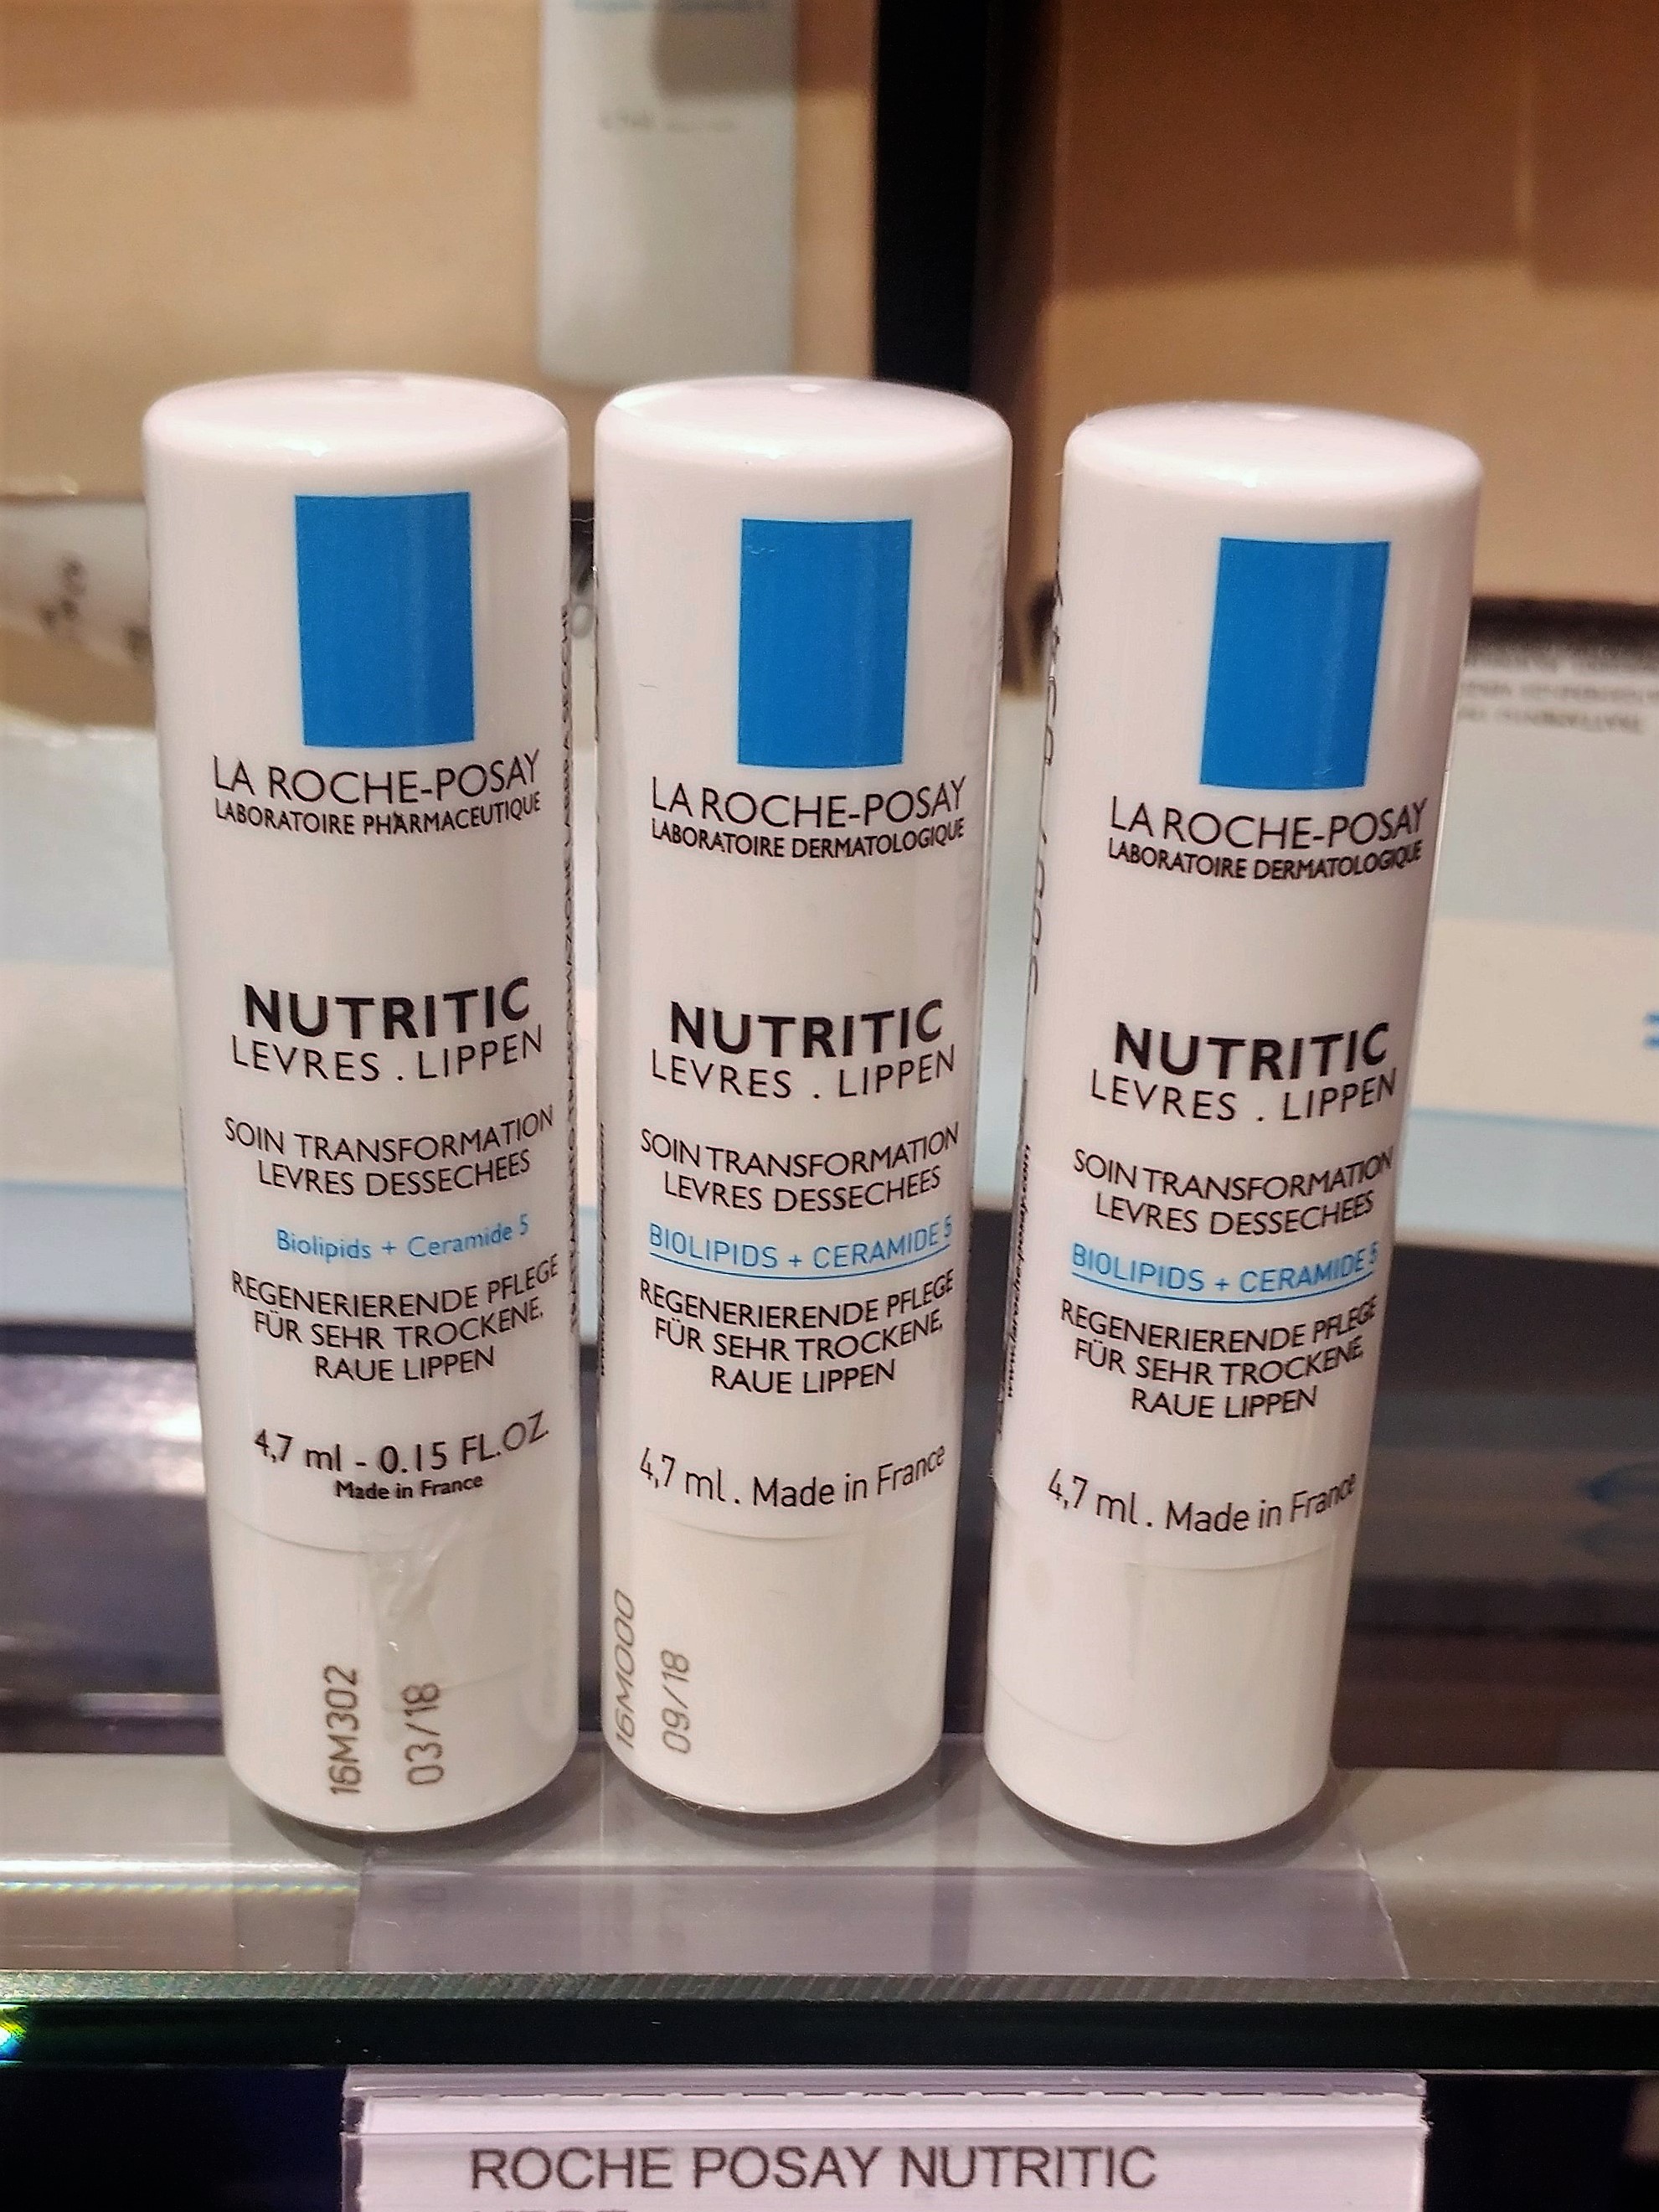 LA ROCHE-POSAY
LABORATOIRE PHARMACEUTIQUE
NUTRITIC
LEVRES . LIPPEN
SOIN TRANSFORMATION
LEVRES DESSECHEES
Biolipids + Ceramide 5
REGENERIERENDE PFLEGE
FÜR SEHR TROCKENE,
RAUE LIPPEN
4,7 ml - 0.15 FL.OZ.
Made in France
16M302
03/18
LA ROCHE-POSAY
LABORATOIRE DERMATOLOGIQUE
NUTRITIC
LEVRES . LIPPEN
SOIN TRANSFORMATION
LEVRES DESSECHEES
BIOLIPIDS + CERAMIDE 5
REGENERIERENDE PFLEGE
FÜR SEHR TROCKENE,
RAUE LIPPEN
4,7 ml . Made in France
16M000
09/18
LA ROCHE-POSAY
LABORATOIRE DERMATOLOGIQUE
NUTRITIC
LEVRES . LIPPEN
SOIN TRANSFORMATION
LEVRES DESSECHEES
BIOLIPIDS + CERAMIDE 5
REGENERIERENDE PFLEGE
FÜR SEHR TROCKENE,
RAUE LIPPEN
4,7 ml . Made in France
www.laroche-posay.com
ROCHE POSAY NUTRITIC